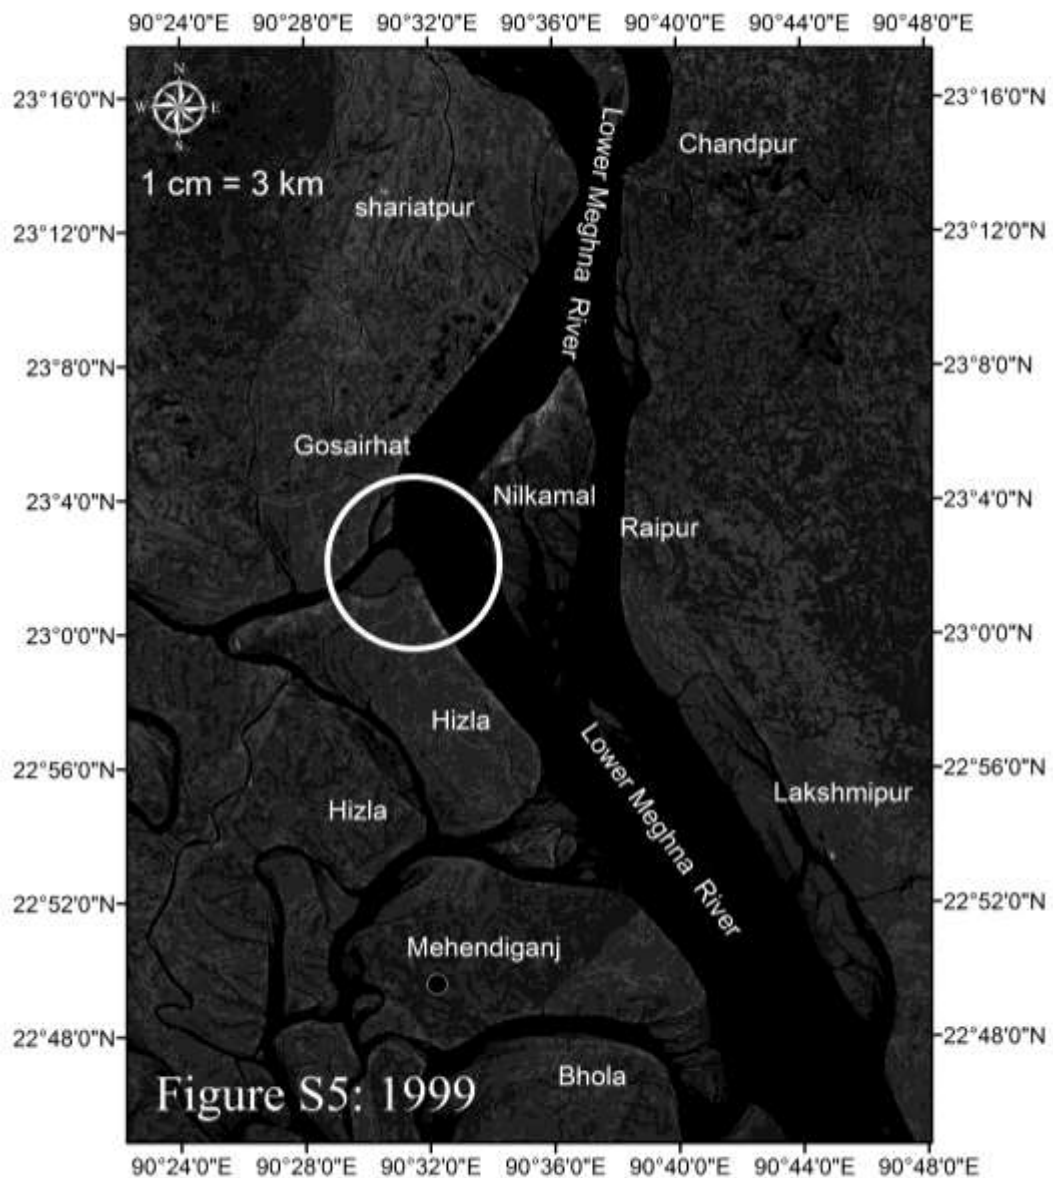 90°24'0"E 90°28'0"E 90°32'0"E 90°36'0"E 90°40'0"E 90°44'0"E 90°48'0"E
N
23°16'0"N 23°16'0"N
W E
S
Chandpur
1 cm = 3 km
shariatpur
Lower Meghna River
23°12'0"N 23°12'0"N
23°8'0"N 23°8'0"N
Gosairhat
23°4'0"N Nilkamal 23°4'0"N
Raipur
23°0'0"N 23°0'0"N
Hizla
22°56'0"N 22°56'0"N
Lower Meghna River
Lakshmipur
Hizla
22°52'0"N 22°52'0"N
Mehendiganj
22°48'0"N 22°48'0"N
Bhola
Figure S5: 1999
90°24'0"E 90°28'0"E 90°32'0"E 90°36'0"E 90°40'0"E 90°44'0"E 90°48'0"E